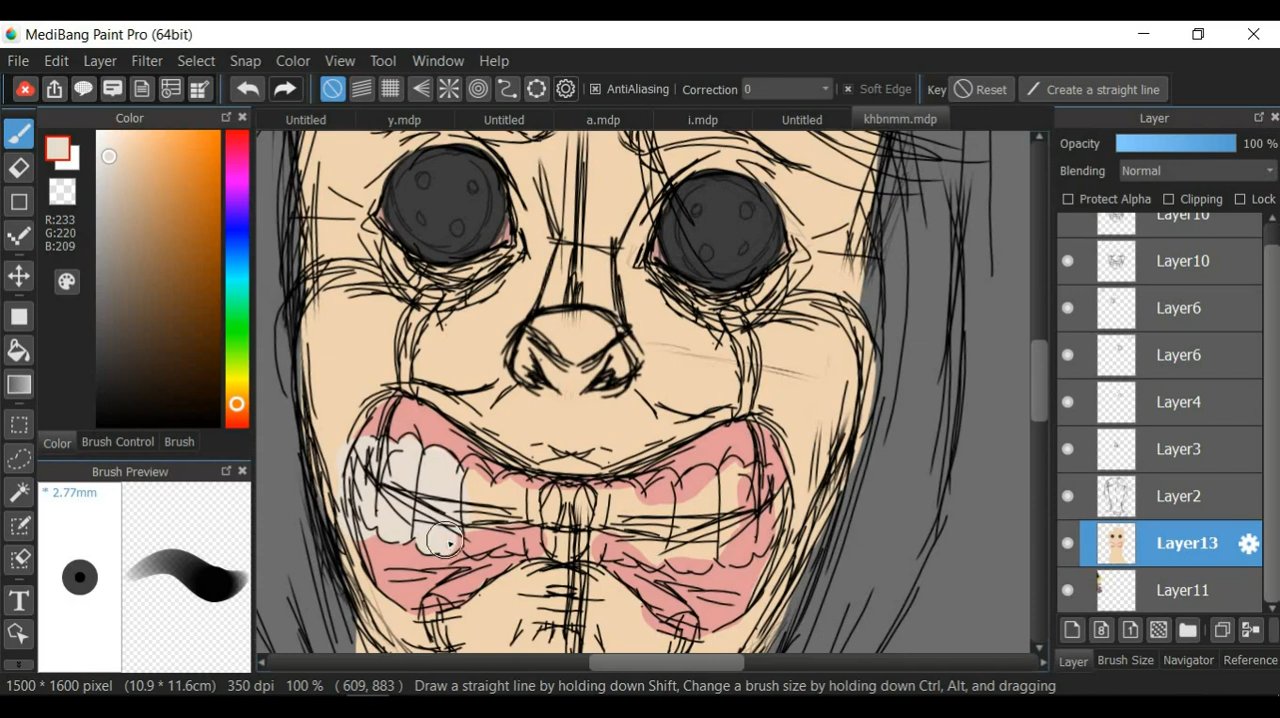 MediBang Paint Pro (64bit)
File Edit Layer Filter Select Snap Color View Tool Window Help
AntiAliasing Correction 0 Soft Edge Key Reset Create a straight line
Color
Untitled y.mdp Untitled a.mdp i.mdp Untitled khbnmm.mdp
Layer
Opacity 100 %
Blending Normal
Protect Alpha Clipping Lock
R:233
G:220
B:209
Layer10
Layer10
Layer6
Layer6
Layer4
Layer3
Layer2
Layer13
Layer11
Color Brush Control Brush
Brush Preview
* 2.77mm
Layer Brush Size Navigator Reference
1500 * 1600 pixel (10.9 * 11.6cm) 350 dpi 100 % ( 609, 883 ) Draw a straight line by holding down Shift, Change a brush size by holding down Ctrl, Alt, and dragging